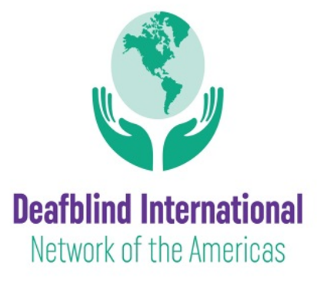 Deafblind International
Network of the Americas